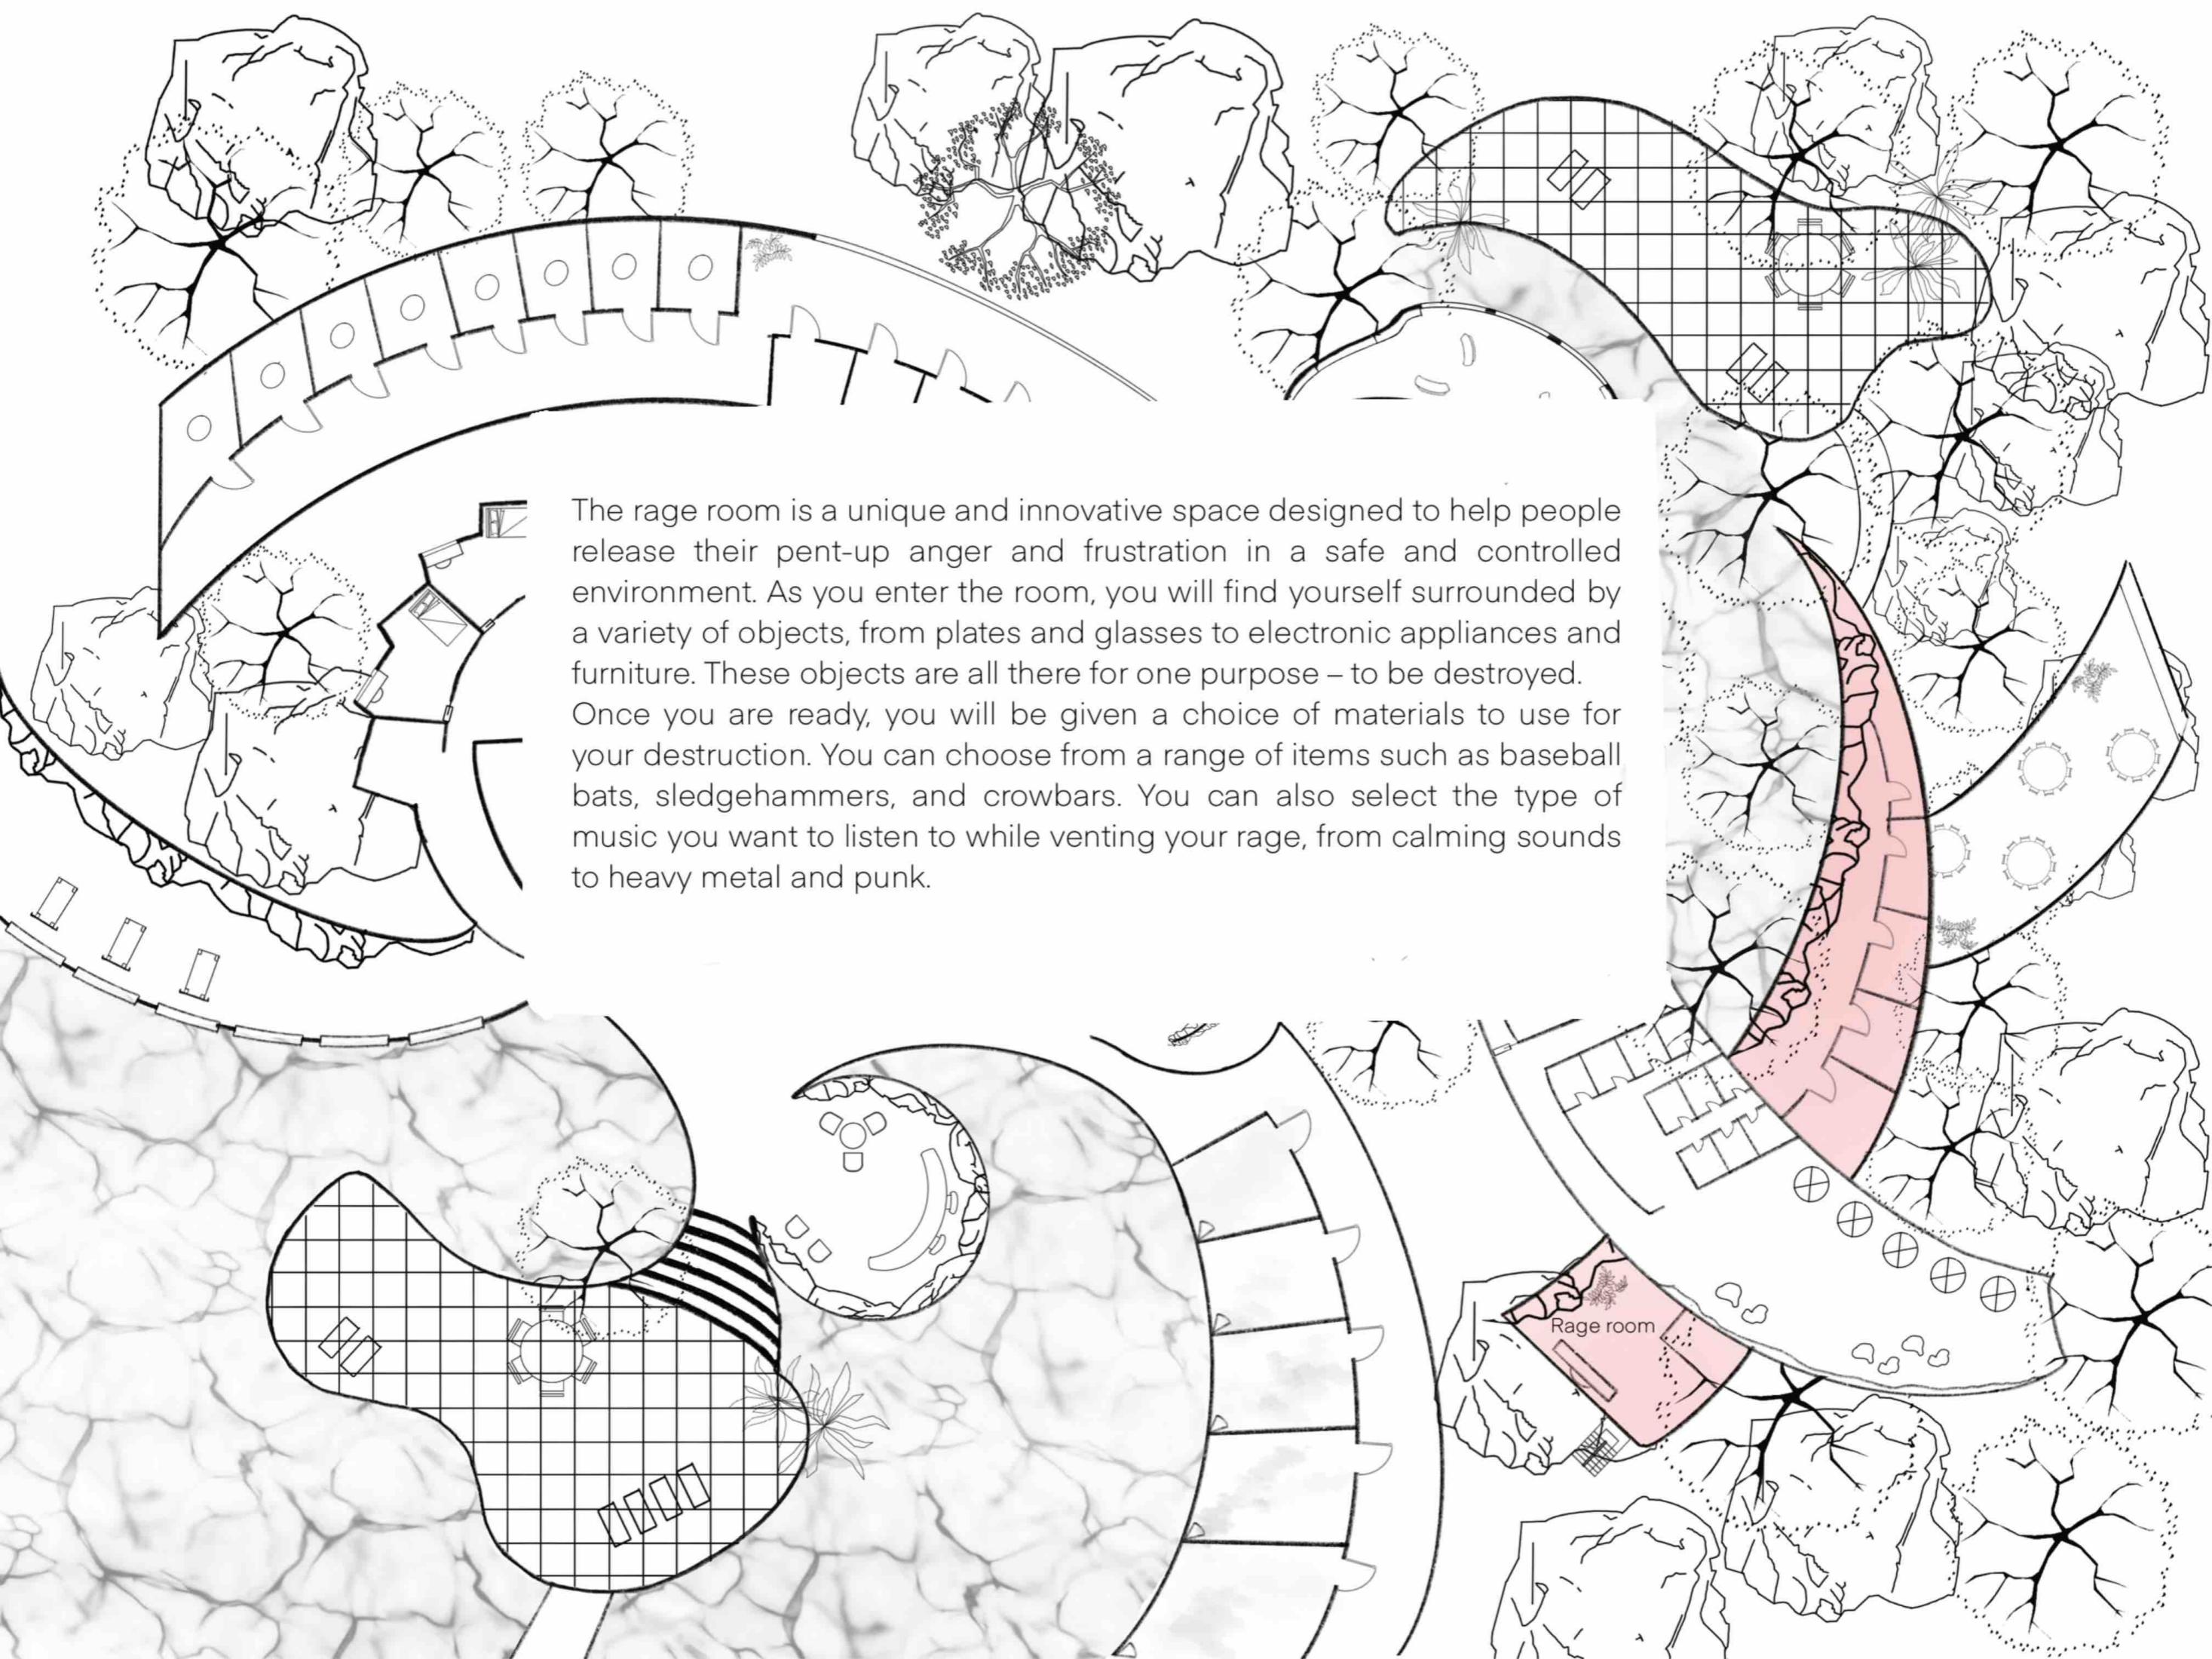 The rage room is a unique and innovative space designed to help people
release their pent-up anger and frustration in a safe and controlled
environment. As you enter the room, you will find yourself surrounded by
a variety of objects, from plates and glasses to electronic appliances and
furniture. These objects are all there for one purpose – to be destroyed.
Once you are ready, you will be given a choice of materials to use for
your destruction. You can choose from a range of items such as baseball
bats, sledgehammers, and crowbars. You can also select the type of
music you want to listen to while venting your rage, from calming sounds
to heavy metal and punk.
Rage room